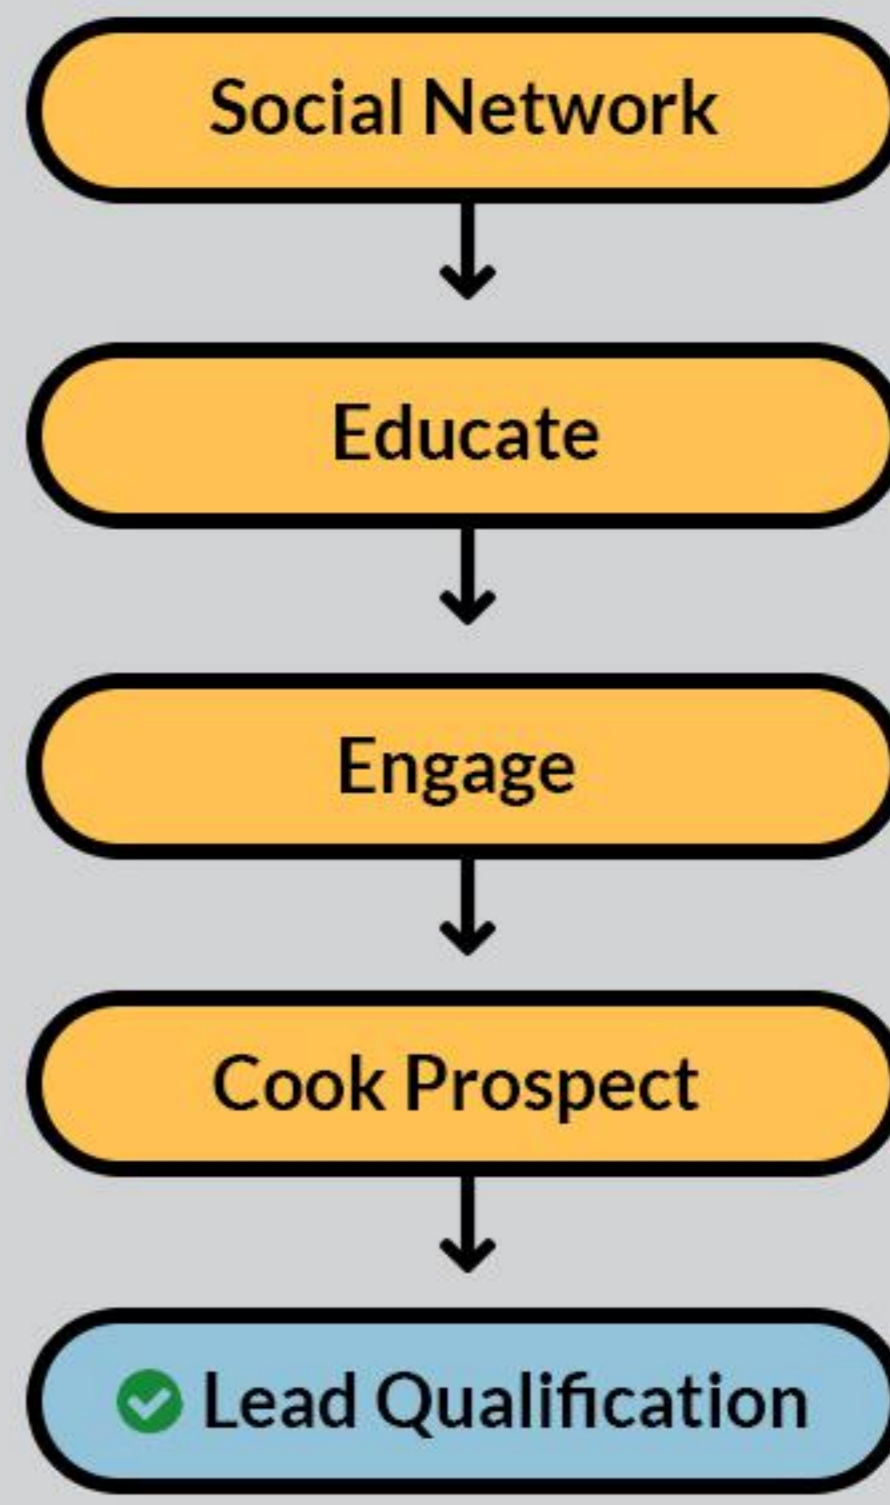 Social Network
Educate
Engage
Cook Prospect
Lead Qualification